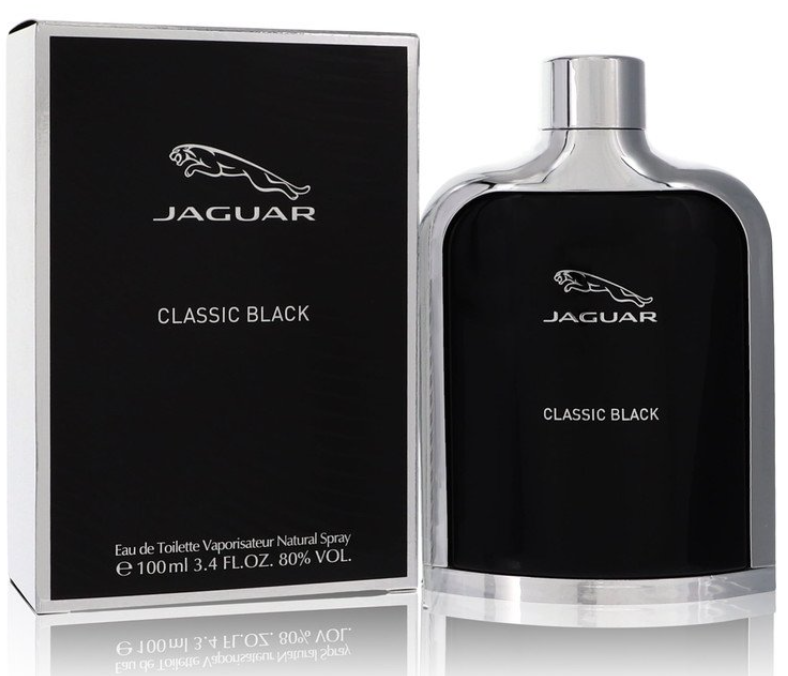 JAGUAR
CLASSIC BLACK
Eau de Toilette Vaporisateur Natural Spray
℮ 100 ml 3.4 FL.OZ. 80% VOL.
JAGUAR
CLASSIC BLACK